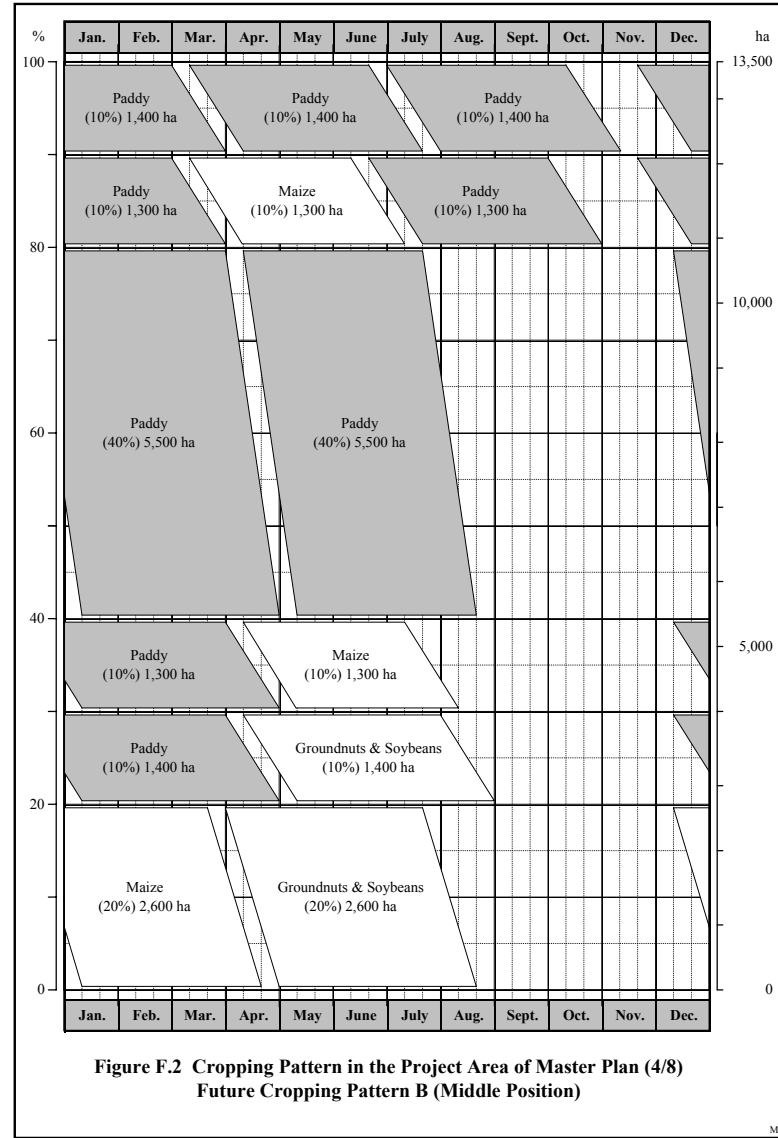 % Jan. Feb. Mar. Apr. May June July Aug. Sept. Oct. Nov. Dec. ha
100 13,500
Paddy
(10%) 1,400 ha
Paddy
(10%) 1,400 ha
Paddy
(10%) 1,400 ha
Paddy
(10%) 1,300 ha
Maize
(10%) 1,300 ha
Paddy
(10%) 1,300 ha
80
10,000
Paddy
(40%) 5,500 ha
Paddy
(40%) 5,500 ha
60
40
5,000
Paddy
(10%) 1,300 ha
Maize
(10%) 1,300 ha
Paddy
(10%) 1,400 ha
Groundnuts & Soybeans
(10%) 1,400 ha
20
Maize
(20%) 2,600 ha
Groundnuts & Soybeans
(20%) 2,600 ha
0 0
Jan. Feb. Mar. Apr. May June July Aug. Sept. Oct. Nov. Dec.
Figure F.2 Cropping Pattern in the Project Area of Master Plan (4/8)
Future Cropping Pattern B (Middle Position)
M